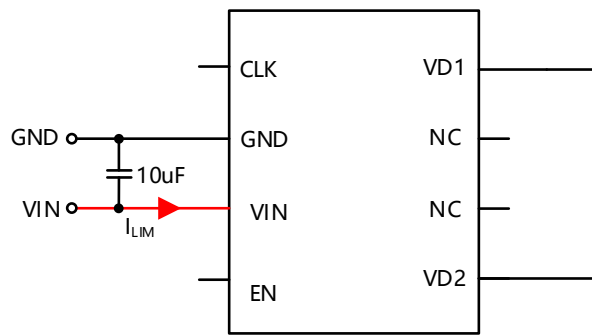 CLK
VD1
GND
GND
NC
10uF
VIN
VIN
NC
ILIM
EN
VD2